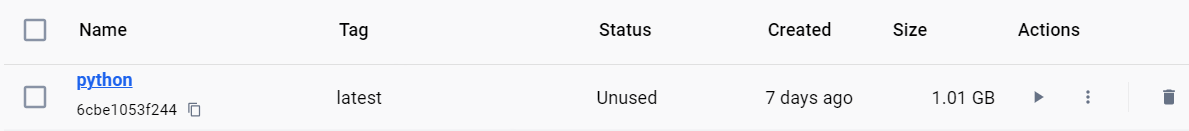 Name Tag Status Created Size Actions
python
6cbe1053f244
latest Unused 7 days ago 1.01 GB